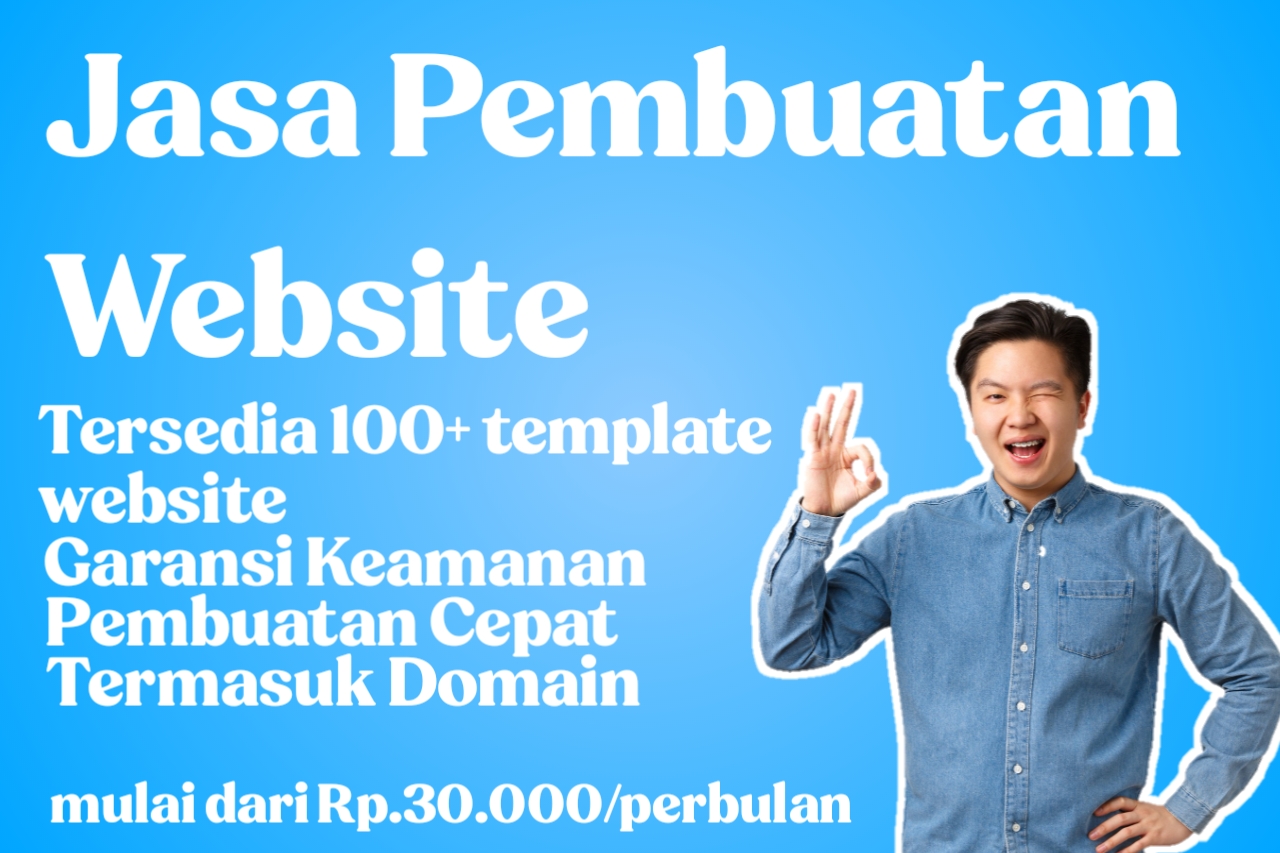 Jasa Pembuatan
Website
Tersedia 100+ template
website
Garansi Keamanan
Pembuatan Cepat
Termasuk Domain
mulai dari Rp.30.000/perbulan